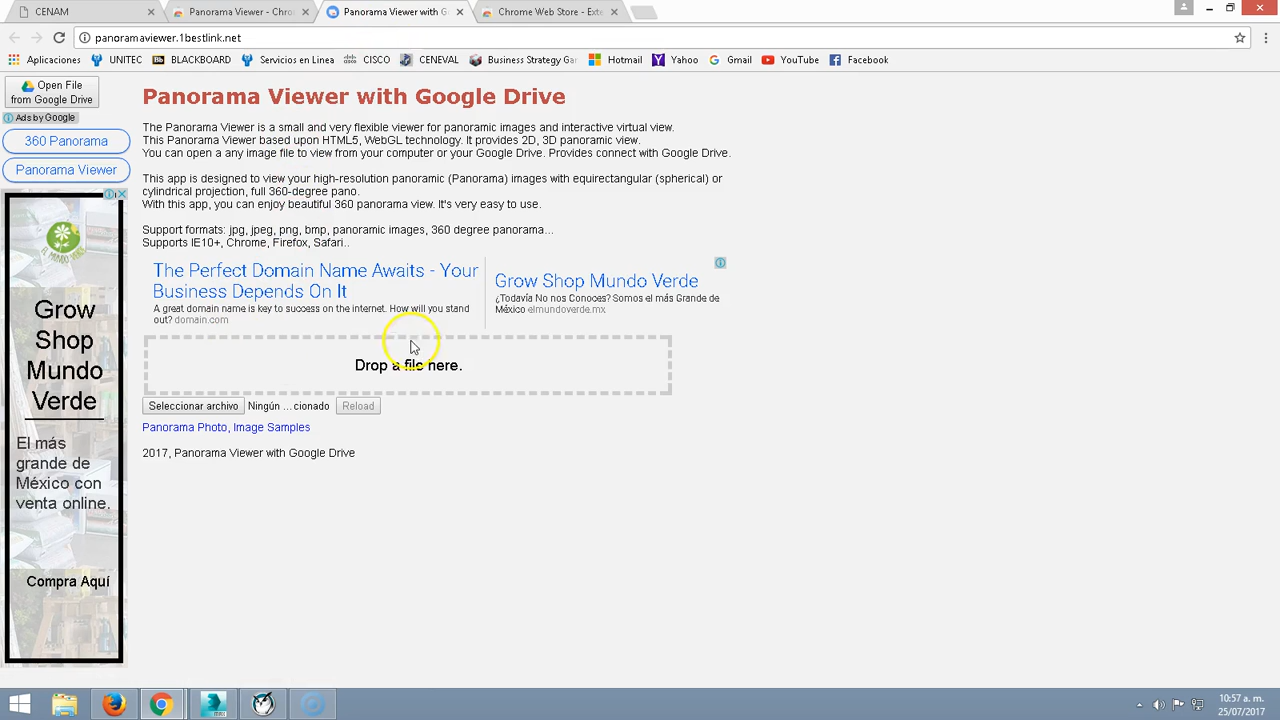 CENAM
Panorama Viewer - Chro
Panorama Viewer with G
Chrome Web Store - Exte
panoramaviewer.1bestlink.net
Aplicaciones
UNITEC
BLACKBOARD
Servicios en Linea
CISCO
CENEVAL
Business Strategy Gar
Hotmail
Yahoo
Gmail
YouTube
Facebook
Open File
from Google Drive
Ads by Google
360 Panorama
Panorama Viewer
Grow
Shop
Mundo
Verde
El más
grande de
México con
venta online.
Compra Aquí
Panorama Viewer with Google Drive
The Panorama Viewer is a small and very flexible viewer for panoramic images and interactive virtual view.
This Panorama Viewer based upon HTML5, WebGL technology. It provides 2D, 3D panoramic view.
You can open a any image file to view from your computer or your Google Drive. Provides connect with Google Drive.
This app is designed to view your high-resolution panoramic (Panorama) images with equirectangular (spherical) or
cylindrical projection, full 360-degree pano.
With this app, you can enjoy beautiful 360 panorama view. It's very easy to use.
Support formats: jpg, jpeg, png, bmp, panoramic images, 360 degree panorama...
Supports IE10+, Chrome, Firefox, Safari..
The Perfect Domain Name Awaits - Your
Business Depends On It
A great domain name is key to success on the internet. How will you stand
out? domain.com
Grow Shop Mundo Verde
¿Todavía No nos Conoces? Somos el más Grande de
México elmundoverde.mx
Drop a file here.
Seleccionar archivo Ningún ...cionado Reload
Panorama Photo, Image Samples
2017, Panorama Viewer with Google Drive
10:57 a. m.
25/07/2017